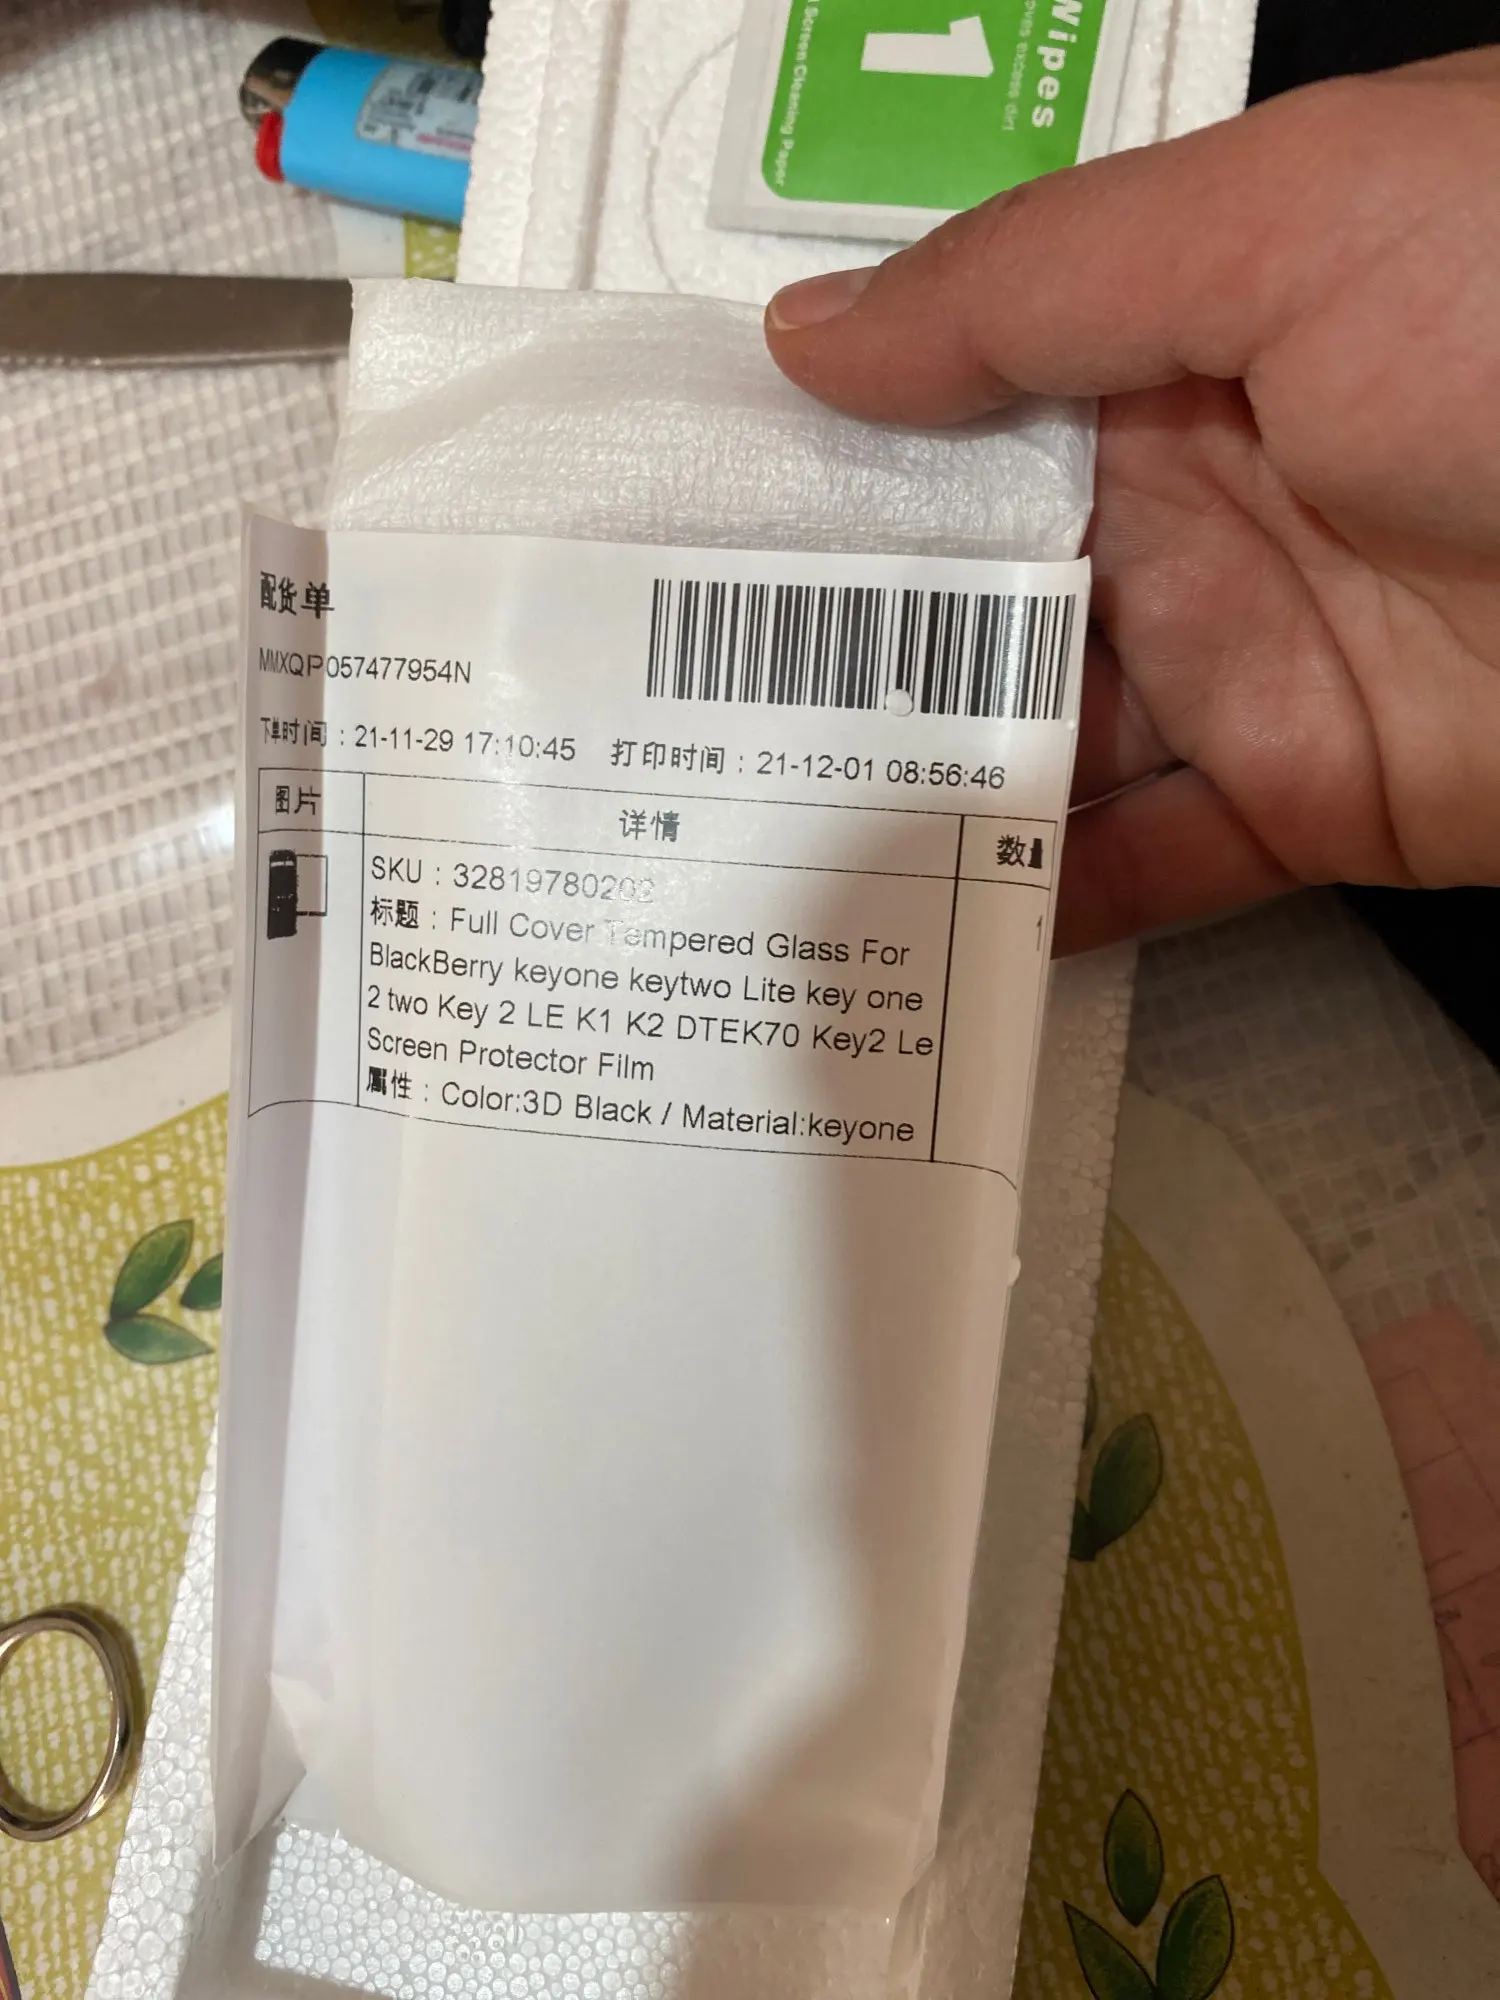 Wipes
1
Screen Cleaning Paper
配货单
MMXQP057477954N
下单时间：21-11-29 17:10:45 打印时间：21-12-01 08:56:46
图片 详情 数量
SKU：32819780202
1
标题：Full Cover Tempered Glass For
BlackBerry keyone keytwo Lite key one
2 two Key 2 LE K1 K2 DTEK70 Key2 Le
Screen Protector Film
属性：Color:3D Black / Material:keyone